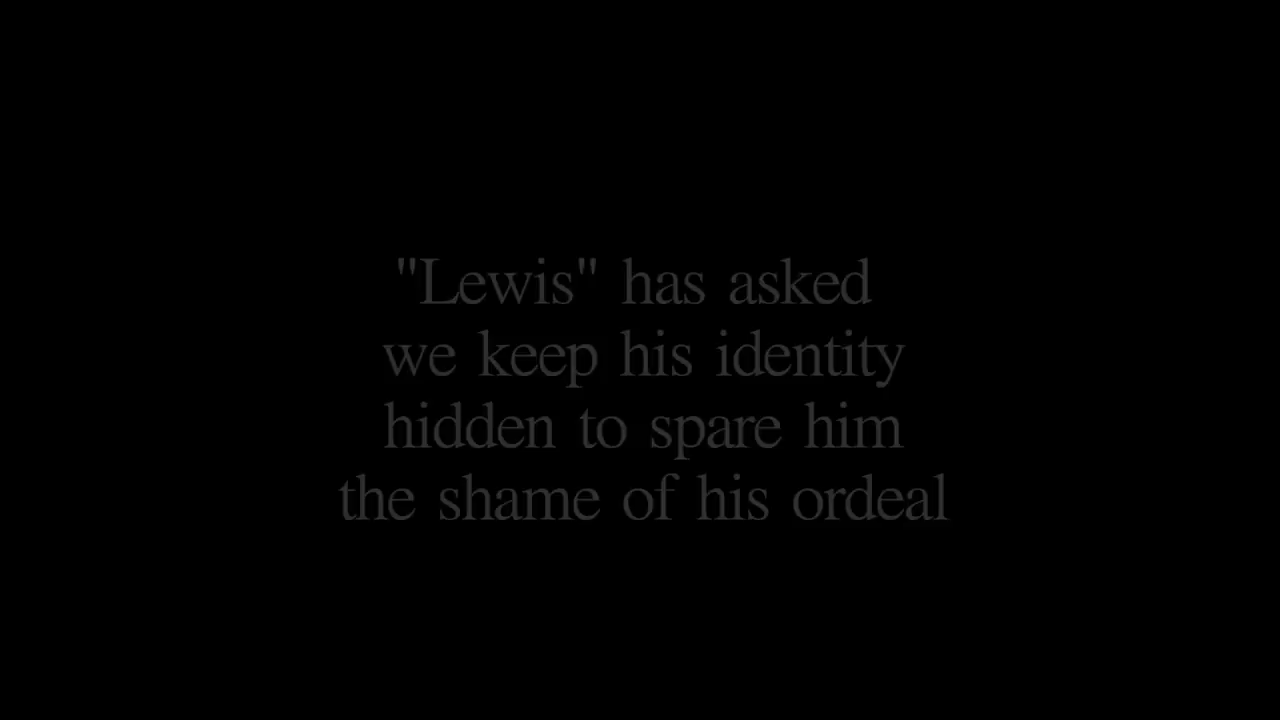 "Lewis" has asked
we keep his identity
hidden to spare him
the shame of his ordeal